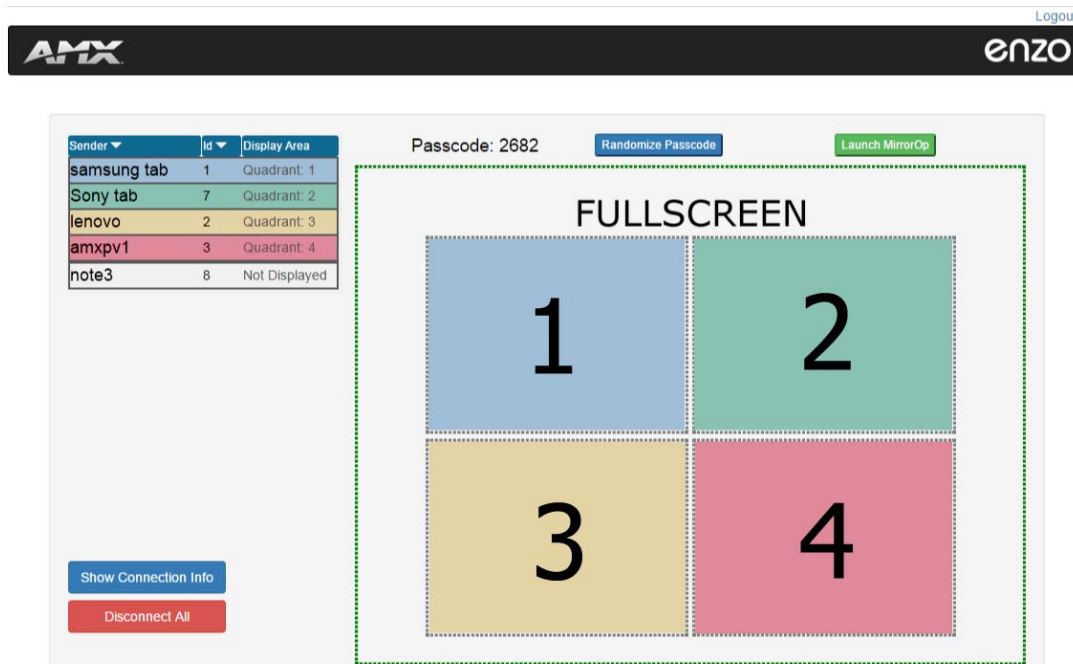 Logou
AMX
enzo
Passcode: 2682 Randomize Passcode Launch MirrorOp
Sender Id Display Area
samsung tab 1 Quadrant: 1
Sony tab 7 Quadrant: 2
lenovo 2 Quadrant: 3
amxpv1 3 Quadrant: 4
note3 8 Not Displayed
FULLSCREEN
1 2
3 4
Show Connection Info
Disconnect All